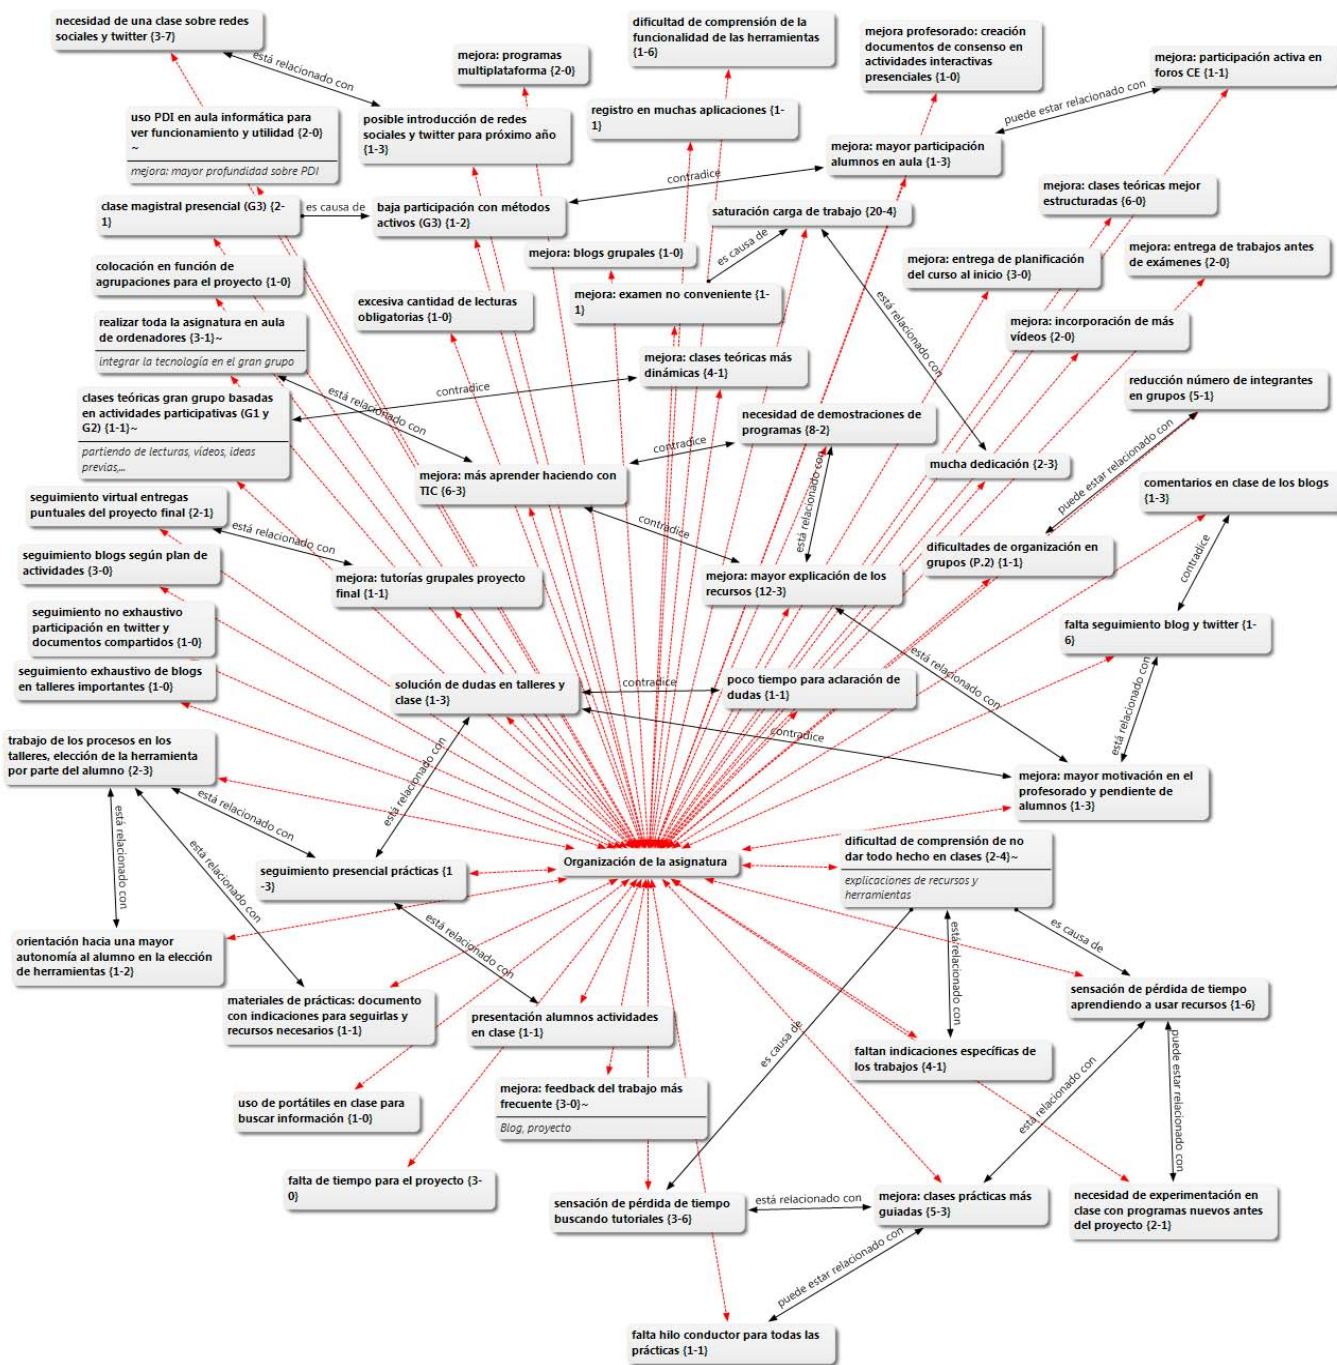 necesidad de una clase sobre redes
sociales y twitter {3-7}
está relacionado con
mejora: programas
multiplataforma {2-0}
dificultad de comprensión de la
funcionalidad de las herramientas
{1-6}
mejora profesorado: creación
documentos de consenso en
actividades interactivas
presenciales {1-0}
mejora: participación activa en
foros CE {1-1}
puede estar relacionado con
uso PDI en aula informática para
ver funcionamiento y utilidad {2-0}
~
mejora: mayor profundidad sobre PDI
posible introducción de redes
sociales y twitter para próximo año
{1-3}
registro en muchas aplicaciones {1-
1}
mejora: mayor participación
alumnos en aula {1-3}
contradice
clase magistral presencial (G3) {2-
1}
es causa de
baja participación con métodos
activos (G3) {1-2}
saturación carga de trabajo {20-4}
mejora: clases teóricas mejor
estructuradas {6-0}
es causa de
mejora: blogs grupales {1-0}
mejora: entrega de planificación
del curso al inicio {3-0}
mejora: entrega de trabajos antes
de exámenes {2-0}
colocación en función de
agrupaciones para el proyecto {1-0}
excesiva cantidad de lecturas
obligatorias {1-0}
mejora: examen no conveniente {1-
1}
está relacionado con
mejora: incorporación de más
vídeos {2-0}
realizar toda la asignatura en aula
de ordenadores {3-1}~
integrar la tecnología en el gran grupo
está relacionado con
mejora: clases teóricas más
dinámicas {4-1}
contradice
reducción número de integrantes
en grupos {5-1}
clases teóricas gran grupo basadas
en actividades participativas (G1 y
G2) {1-1}~
partiendo de lecturas, vídeos, ideas
previas,...
necesidad de demostraciones de
programas {8-2}
contradice
mejora: más aprender haciendo con
TIC {6-3}
mucha dedicación {2-3}
puede estar relacionado con
comentarios en clase de los blogs
{1-3}
seguimiento virtual entregas
puntuales del proyecto final {2-1}
está relacionado con
contradice
está relacionado con
dificultades de organización en
grupos (P.2) {1-1}
contradice
seguimiento blogs según plan de
actividades {3-0}
mejora: tutorías grupales proyecto
final {1-1}
mejora: mayor explicación de los
recursos {12-3}
seguimiento no exhaustivo
participación en twitter y
documentos compartidos {1-0}
falta seguimiento blog y twitter {1-
6}
está relacionado con
seguimiento exhaustivo de blogs
en talleres importantes {1-0}
solución de dudas en talleres y
clase {1-3}
contradice
poco tiempo para aclaración de
dudas {1-1}
está relacionado con
contradice
trabajo de los procesos en los
talleres, elección de la herramienta
por parte del alumno {2-3}
mejora: mayor motivación en el
profesorado y pendiente de
alumnos {1-3}
está relacionado con
está relacionado con
está relacionado con
está relacionado con
seguimiento presencial prácticas {1
-3}
Organización de la asignatura
dificultad de comprensión de no
dar todo hecho en clases {2-4}~
explicaciones de recursos y
herramientas
está relacionado con
es causa de
está relacionado con
orientación hacia una mayor
autonomía al alumno en la elección
de herramientas {1-2}
materiales de prácticas: documento
con indicaciones para seguirlas y
recursos necesarios {1-1}
presentación alumnos actividades
en clase {1-1}
sensación de pérdida de tiempo
aprendiendo a usar recursos {1-6}
es causa de
faltan indicaciones específicas de
los trabajos {4-1}
uso de portátiles en clase para
buscar información {1-0}
mejora: feedback del trabajo más
frecuente {3-0}~
Blog, proyecto
está relacionado con
puede estar relacionado con
falta de tiempo para el proyecto {3-
0}
sensación de pérdida de tiempo
buscando tutoriales {3-6}
está relacionado con
mejora: clases prácticas más
guiadas {5-3}
necesidad de experimentación en
clase con programas nuevos antes
del proyecto {2-1}
puede estar relacionado con
falta hilo conductor para todas las
prácticas {1-1}